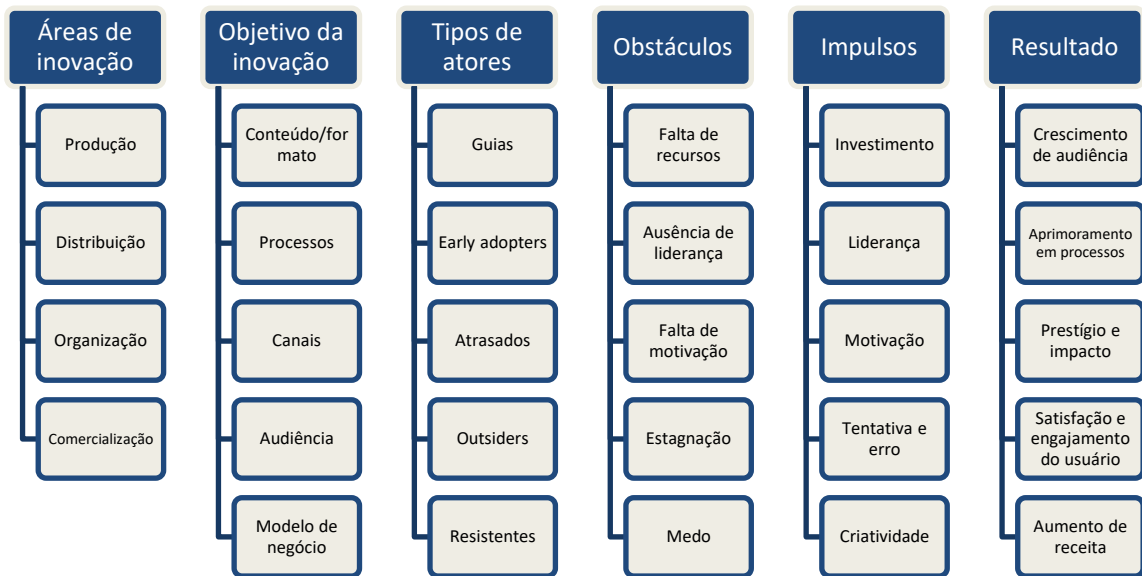 Áreas de
inovação
Produção
Distribuição
Organização
Comercialização
Objetivo da
inovação
Conteúdo/for
mato
Processos
Canais
Audiência
Modelo de
negócio
Tipos de
atores
Guias
Early adopters
Atrasados
Outsiders
Resistentes
Obstáculos
Falta de
recursos
Ausência de
liderança
Falta de
motivação
Estagnação
Medo
Impulsos
Investimento
Liderança
Motivação
Tentativa e
erro
Criatividade
Resultado
Crescimento
de audiência
Aprimoramento
em processos
Prestígio e
impacto
Satisfação e
engajamento
do usuário
Aumento de
receita